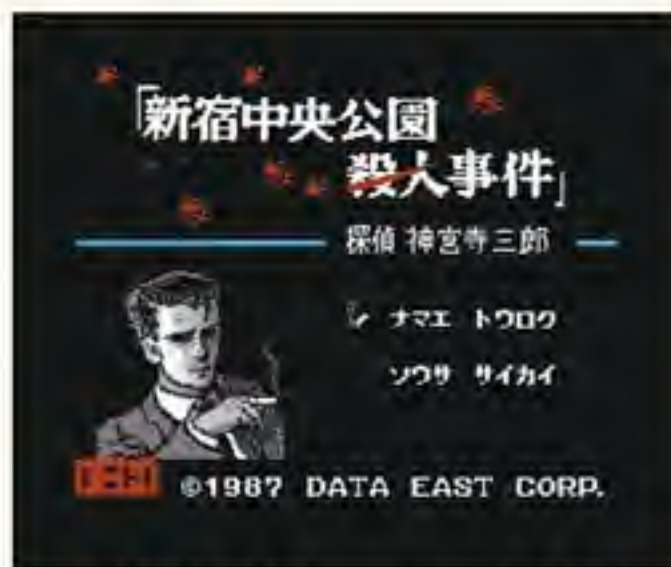 「新宿中央公園
殺人事件」
探偵 神宮寺三郎
ナマエ トウロク
ソウサ サイカイ
DECO ©1987 DATA EAST CORP.